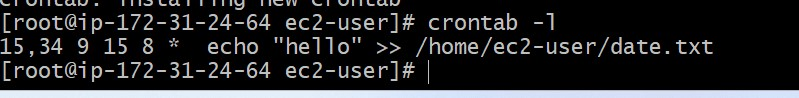 crontab: installing new crontab
[root@ip-172-31-24-64 ec2-user]# crontab -l
15,34 9 15 8 *  echo "hello" >> /home/ec2-user/date.txt
[root@ip-172-31-24-64 ec2-user]#